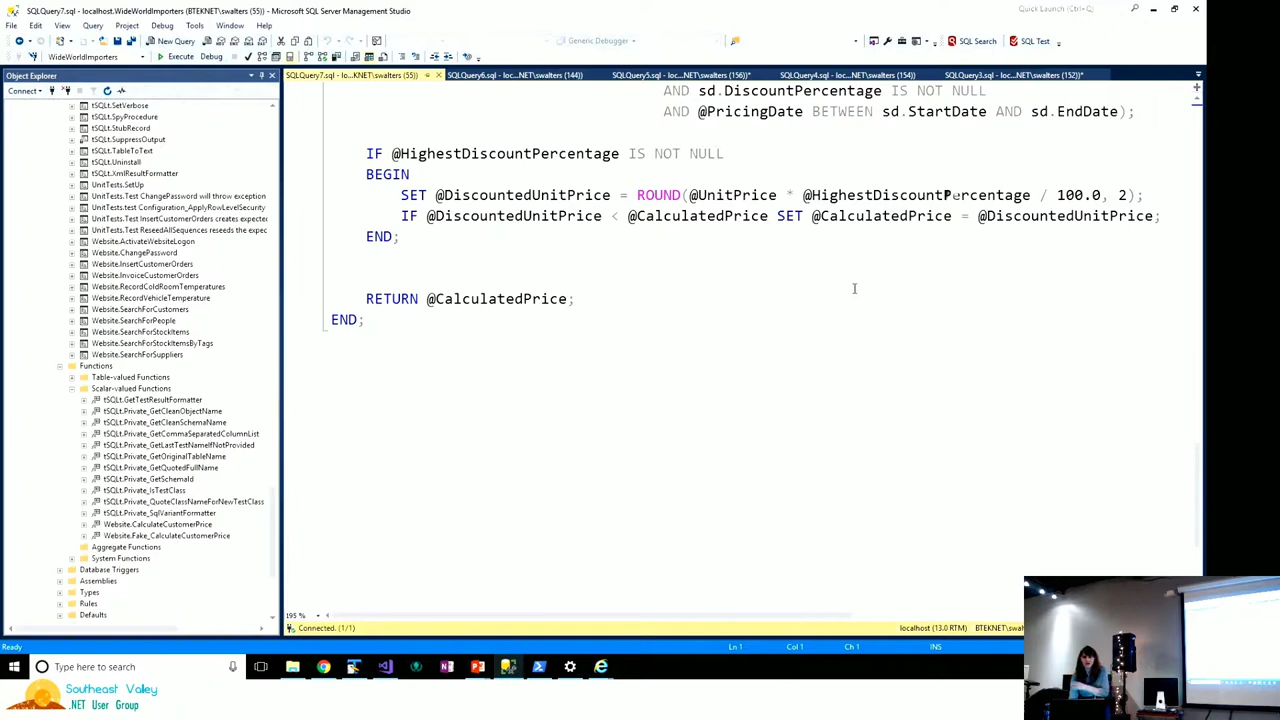 SQLQuery7.sql - localhost.WideWorldImporters (BTEKNET\swalters (55)) - Microsoft SQL Server Management Studio
Quick Launch (Ctrl+Q)
File Edit View Query Project Debug Tools Window Help
New Query
Generic Debugger
SQL Search
SQL Test
WideWorldImporters
Execute Debug
Object Explorer
SQLQuery7.sql - loc...KNET\swalters (55))
SQLQuery6.sql - loc...NET\swalters (144))
SQLQuery5.sql - loc...NET\swalters (156))*
SQLQuery4.sql - loc...NET\swalters (154))
SQLQuery3.sql - loc...NET\swalters (152))*
Connect
tSQLt.SetVerbose
tSQLt.SpyProcedure
tSQLt.StubRecord
tSQLt.SuppressOutput
tSQLt.TableToText
tSQLt.Uninstall
tSQLt.XmlResultFormatter
UnitTests.SetUp
UnitTests.Test ChangePassword will throw exception
UnitTests.test Configuration_ApplyRowLevelSecurity
UnitTests.Test InsertCustomerOrders creates expected
UnitTests.Test ReseedAllSequences reseeds the expec
Website.ActivateWebsiteLogon
Website.ChangePassword
Website.InsertCustomerOrders
Website.InvoiceCustomerOrders
Website.RecordColdRoomTemperatures
Website.RecordVehicleTemperature
Website.SearchForCustomers
Website.SearchForPeople
Website.SearchForStockItems
Website.SearchForStockItemsByTags
Website.SearchForSuppliers
Functions
Table-valued Functions
Scalar-valued Functions
tSQLt.GetTestResultFormatter
tSQLt.Private_GetCleanObjectName
tSQLt.Private_GetCleanSchemaName
tSQLt.Private_GetCommaSeparatedColumnList
tSQLt.Private_GetLastTestNameIfNotProvided
tSQLt.Private_GetOriginalTableName
tSQLt.Private_GetQuotedFullName
tSQLt.Private_GetSchemaId
tSQLt.Private_IsTestClass
tSQLt.Private_QuoteClassNameForNewTestClass
tSQLt.Private_SqlVariantFormatter
Website.CalculateCustomerPrice
Website.Fake_CalculateCustomerPrice
Aggregate Functions
System Functions
Database Triggers
Assemblies
Types
Rules
Defaults
AND sd.DiscountPercentage IS NOT NULL
AND @PricingDate BETWEEN sd.StartDate AND sd.EndDate);
IF @HighestDiscountPercentage IS NOT NULL
BEGIN
SET @DiscountedUnitPrice = ROUND(@UnitPrice * @HighestDiscountPercentage / 100.0, 2);
IF @DiscountedUnitPrice < @CalculatedPrice SET @CalculatedPrice = @DiscountedUnitPrice;
END;
RETURN @CalculatedPrice;
END;
195 %
Connected. (1/1)
localhost (13.0 RTM)
Ready
Ln 1
Col 1
Ch 1
INS
Type here to search
Southeast Valley
.NET User Group